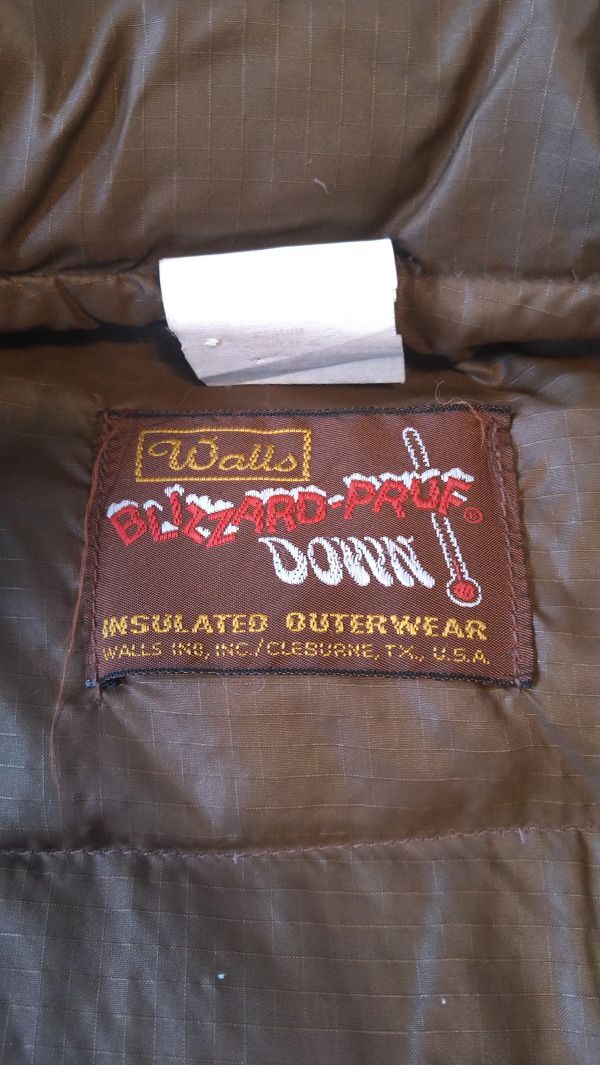 Walls
BLIZZARD-PRUF®
DOWN
INSULATED OUTERWEAR
WALLS IND, INC./CLEBURNE, TX., U.S.A.